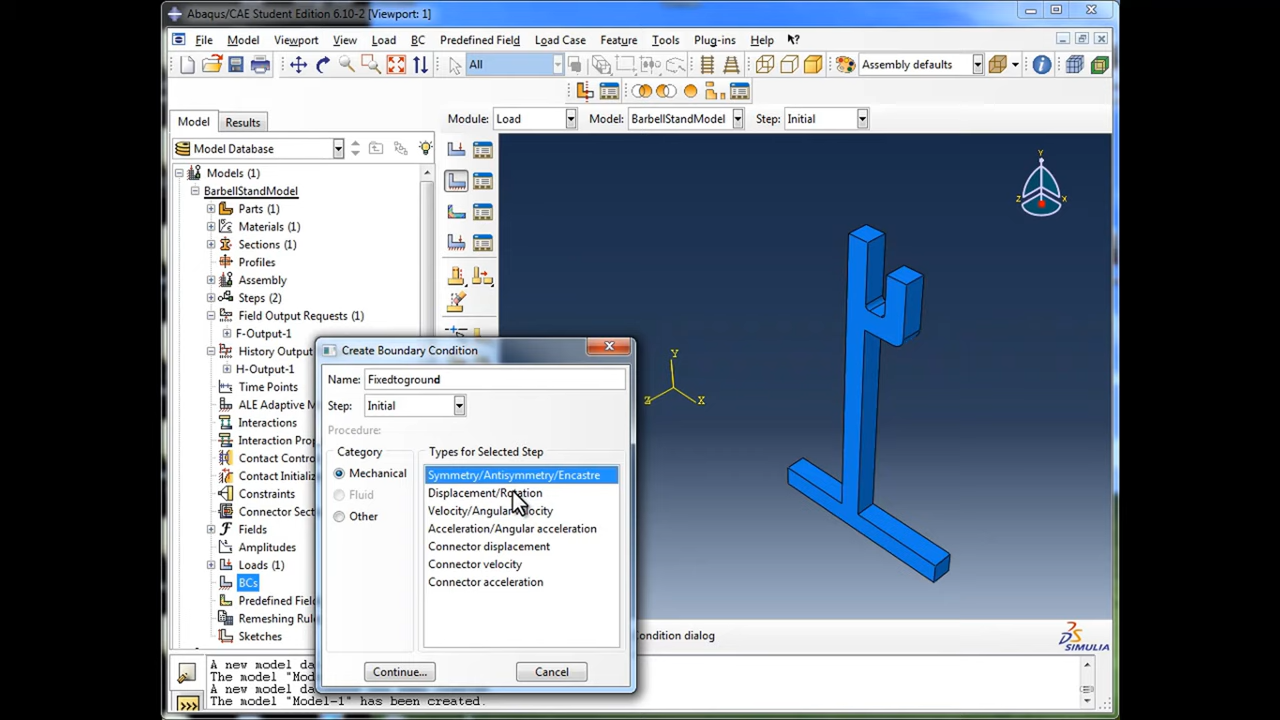 Abaqus/CAE Student Edition 6.10-2 [Viewport: 1]
File Model Viewport View Load BC Predefined Field Load Case Feature Tools Plug-ins Help
All Assembly defaults
Model Results Module: Load Model: BarbellStandModel Step: Initial
Model Database
Models (1)
BarbellStandModel
Parts (1)
Materials (1)
Sections (1)
Profiles
Assembly
Steps (2)
Field Output Requests (1)
F-Output-1
History Outpu
H-Output-1
Time Points
ALE Adaptive M
Interactions
Interaction Prop
Contact Contro
Contact Initializ
Constraints
Connector Sect
Fields
Amplitudes
Loads (1)
BCs
Predefined Field
Remeshing Rule
Sketches
Create Boundary Condition
Name: Fixedtoground
Step: Initial
Procedure:
Category
Mechanical
Fluid
Other
Types for Selected Step
Symmetry/Antisymmetry/Encastre
Displacement/Rotation
Velocity/Angular velocity
Acceleration/Angular acceleration
Connector displacement
Connector velocity
Connector acceleration
Continue... Cancel
Y
Z X
Y
Z X
ondition dialog
SIMULIA
A new model da
The model "Mod
A new model da
The model "Model-1" has been created.
>>>